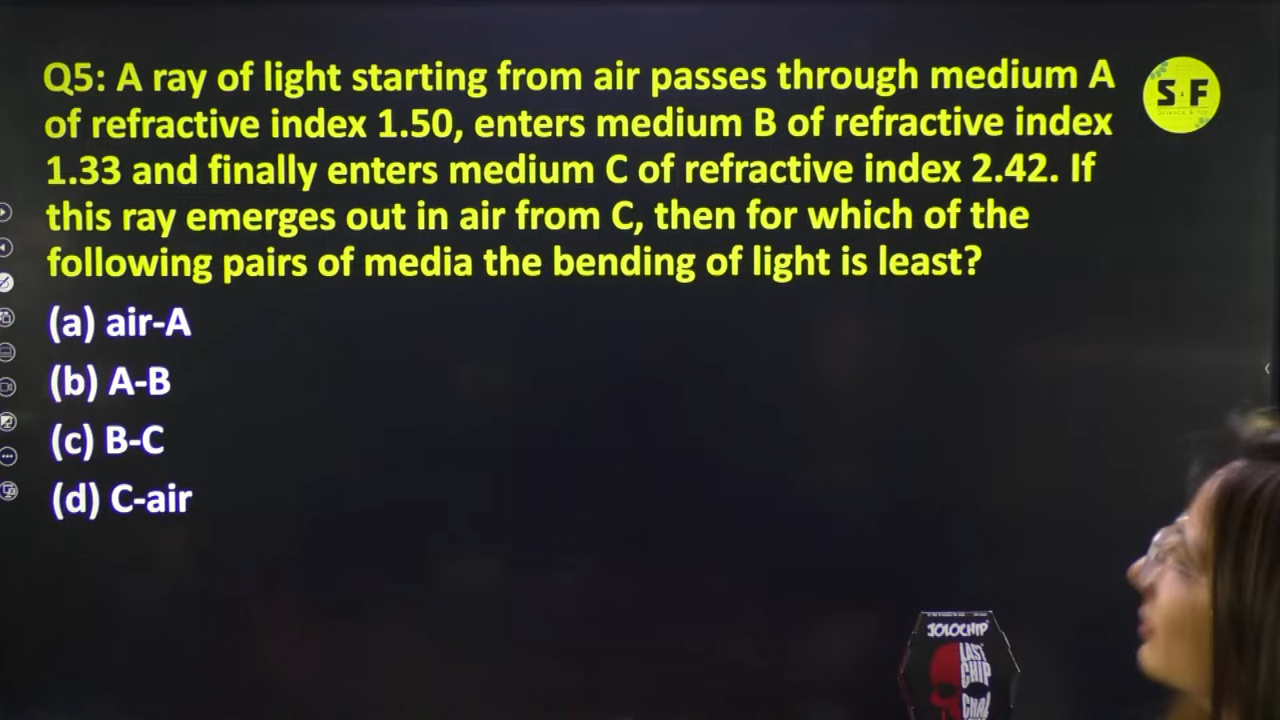 Q5: A ray of light starting from air passes through medium A
of refractive index 1.50, enters medium B of refractive index
1.33 and finally enters medium C of refractive index 2.42. If
this ray emerges out in air from C, then for which of the
following pairs of media the bending of light is least?
(a) air-A
(b) A-B
(c) B-C
(d) C-air
S F
JOLOCHIP
LAST
CHIP